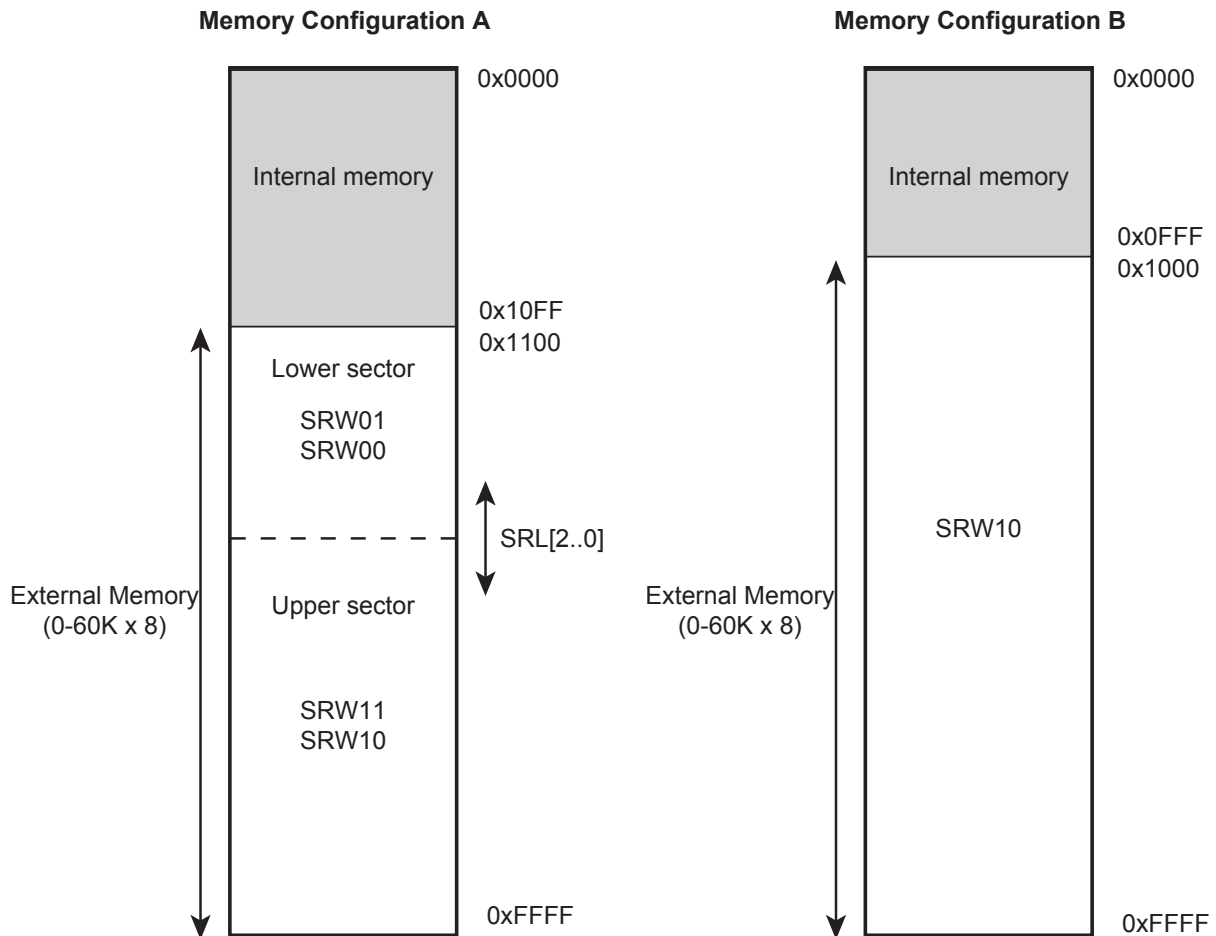 Memory Configuration A
0x0000
Internal memory
0x10FF
0x1100
Lower sector
SRW01
SRW00
SRL[2..0]
External Memory
(0-60K x 8)
Upper sector
SRW11
SRW10
0xFFFF
Memory Configuration B
0x0000
Internal memory
0x0FFF
0x1000
SRW10
External Memory
(0-60K x 8)
0xFFFF